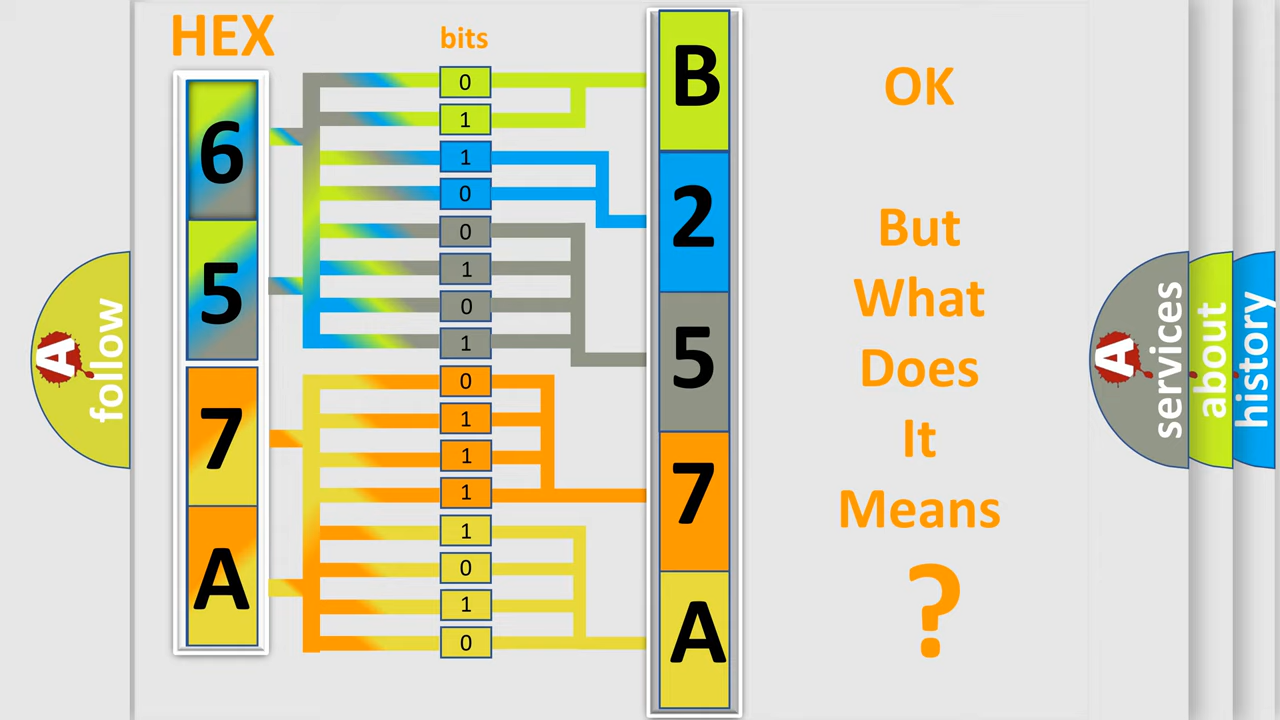 HEX
bits
6
5
7
A
0
1
1
0
0
1
0
1
0
1
1
1
1
0
1
0
B
2
5
7
A
OK
But
What
Does
It
Means
?
A
follow
A
services
about
history